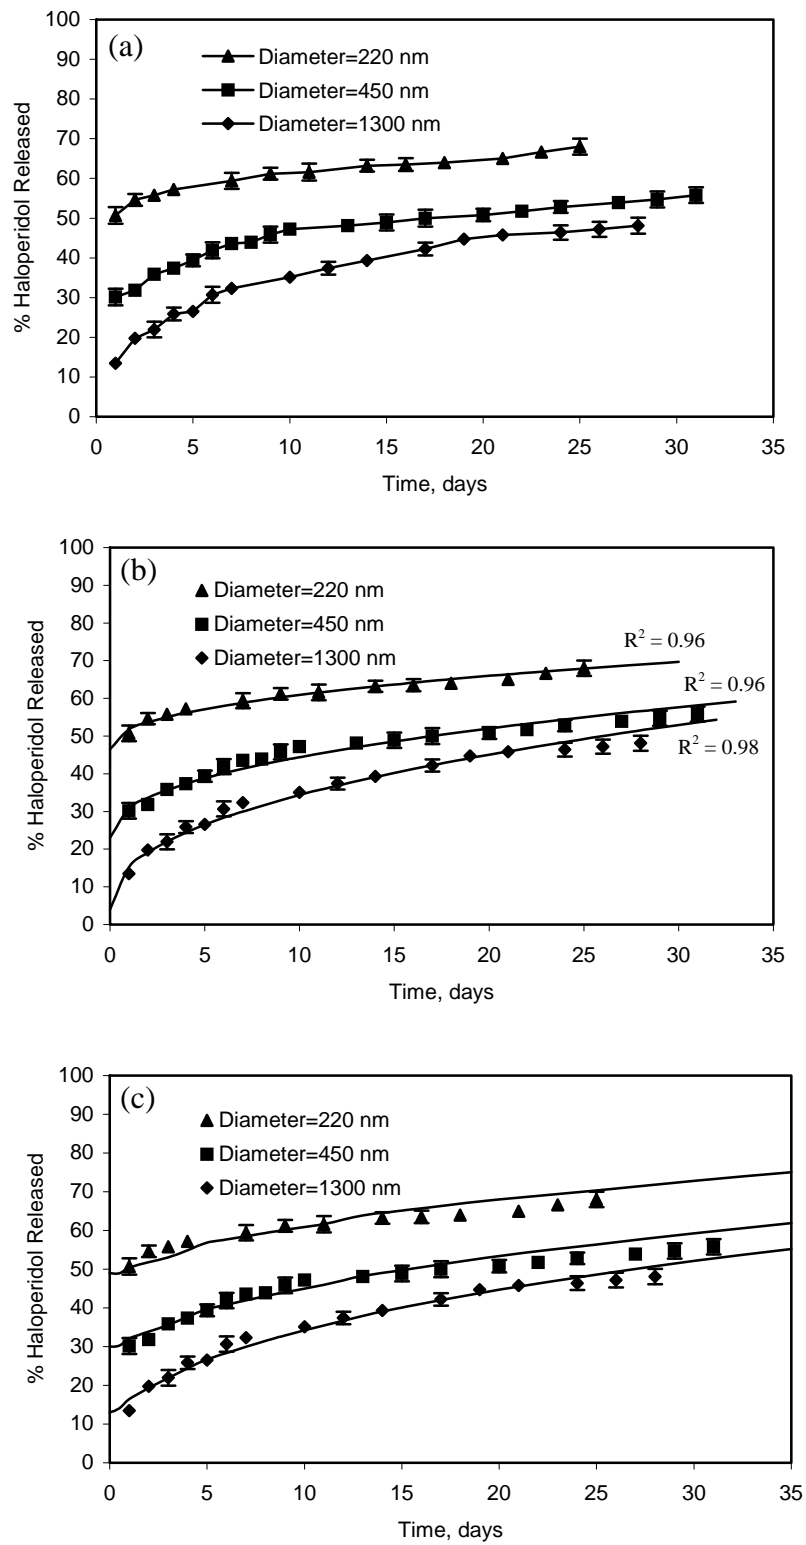 (a)
Diameter=220 nm
Diameter=450 nm
Diameter=1300 nm
% Haloperidol Released
100
90
80
70
60
50
40
30
20
10
0
0 5 10 15 20 25 30 35
Time, days
(b)
Diameter=220 nm
Diameter=450 nm
Diameter=1300 nm
R² = 0.96
R² = 0.96
R² = 0.98
% Haloperidol Released
100
90
80
70
60
50
40
30
20
10
0
0 5 10 15 20 25 30 35
Time, days
(c)
Diameter=220 nm
Diameter=450 nm
Diameter=1300 nm
% Haloperidol Released
100
90
80
70
60
50
40
30
20
10
0
0 5 10 15 20 25 30 35
Time, days